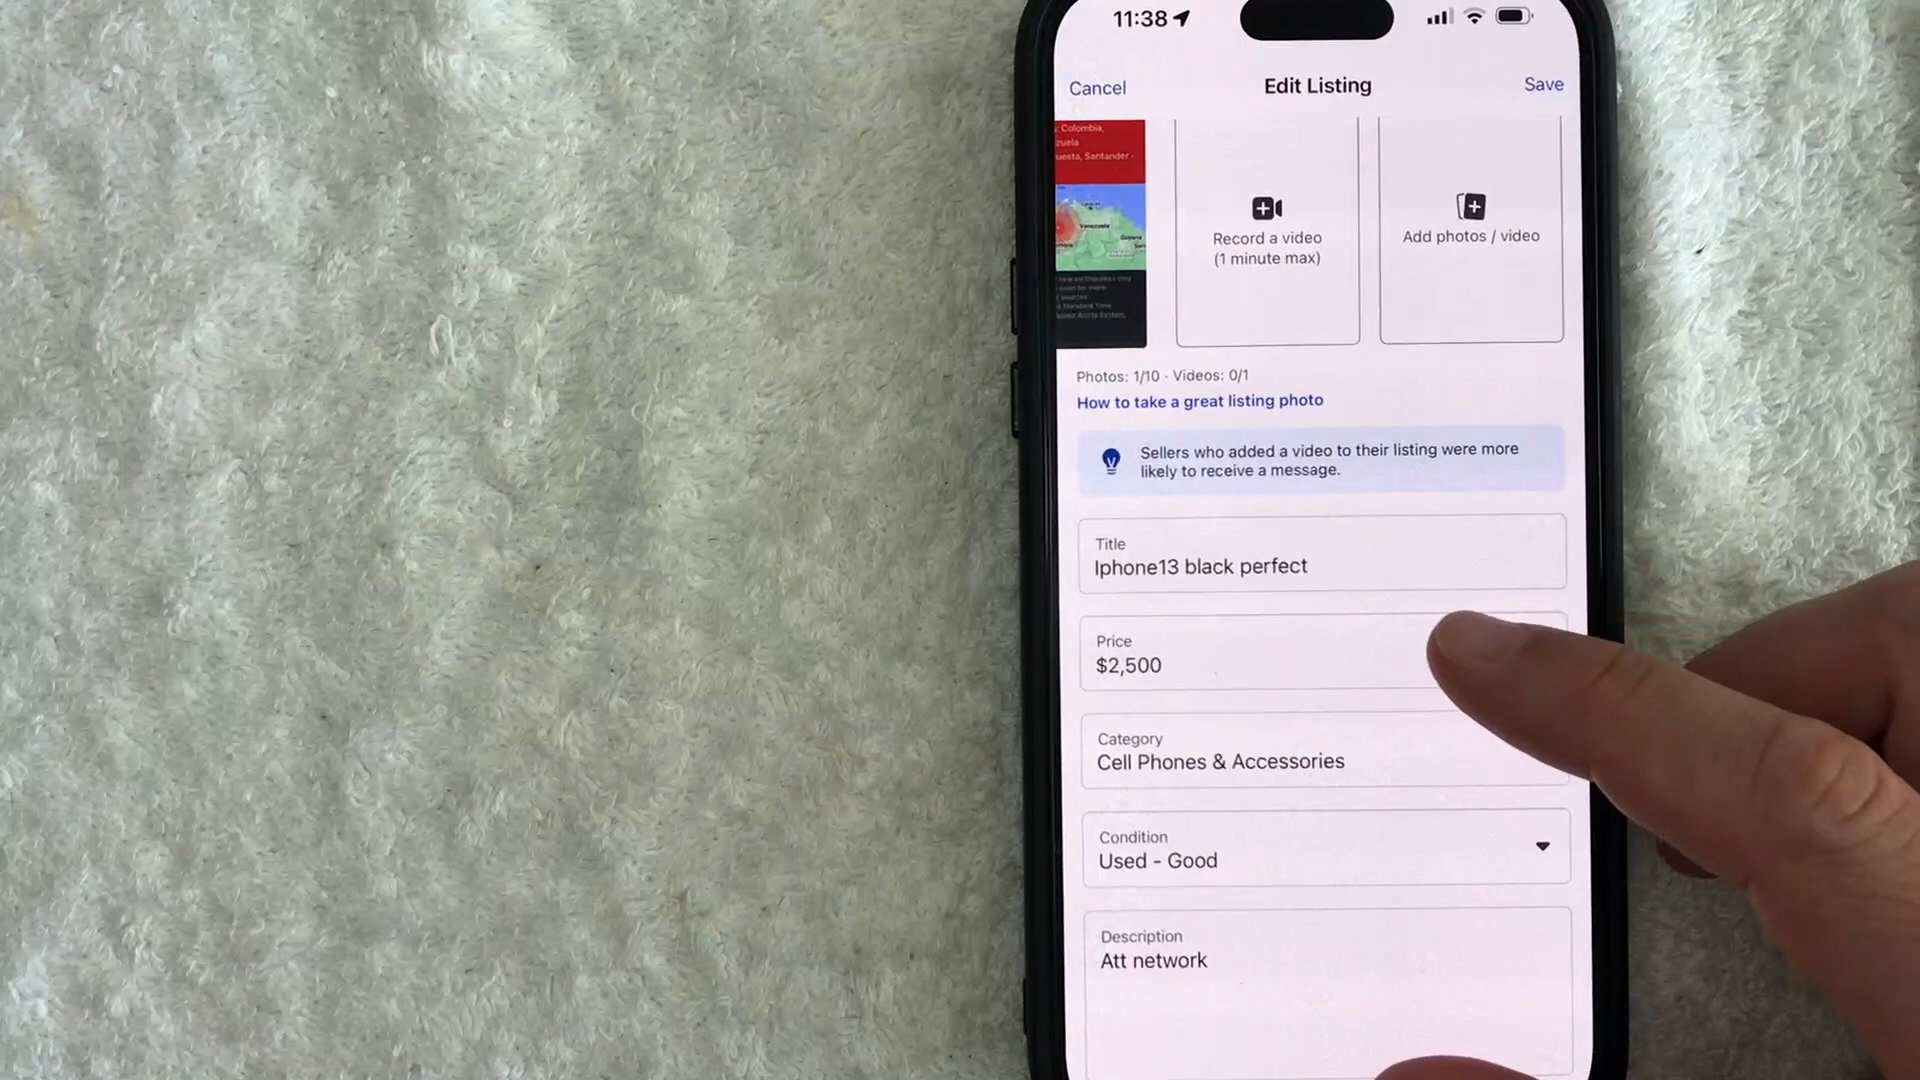 11:38
Cancel
Edit Listing
Save
: Colombia,
zuela
uesta, Santander -
Venezuela
Guyana
Record a video
(1 minute max)
Add photos / video
Photos: 1/10 · Videos: 0/1
How to take a great listing photo
Sellers who added a video to their listing were more
likely to receive a message.
Title
Iphone13 black perfect
Price
$2,500
Category
Cell Phones & Accessories
Condition
Used - Good
Description
Att network